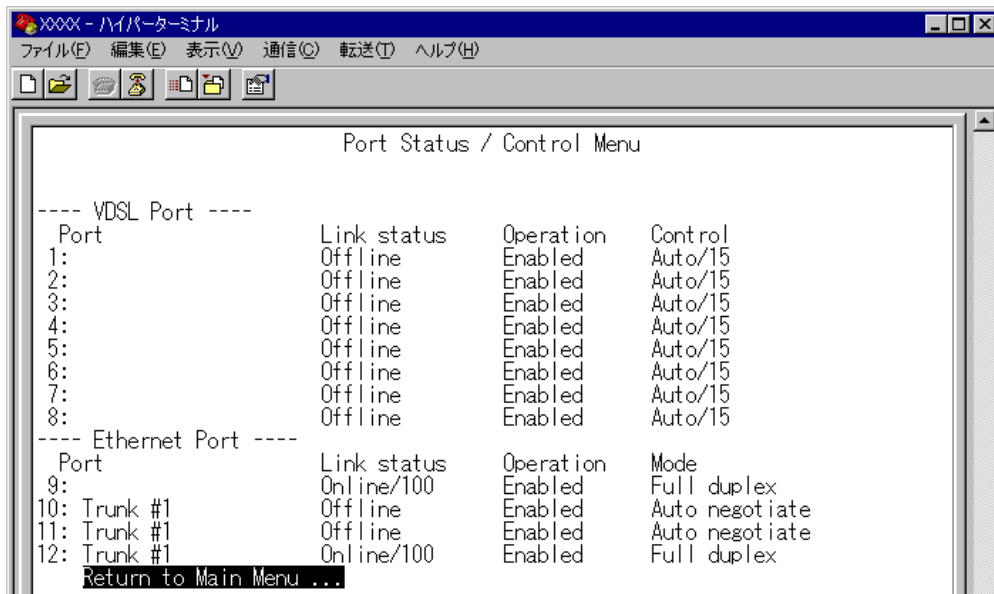 XXXX - ハイパーターミナル
ファイル(F) 編集(E) 表示(V) 通信(C) 転送(T) ヘルプ(H)
Port Status / Control Menu
---- VDSL Port ----
Port Link status Operation Control
1: Offline Enabled Auto/15
2: Offline Enabled Auto/15
3: Offline Enabled Auto/15
4: Offline Enabled Auto/15
5: Offline Enabled Auto/15
6: Offline Enabled Auto/15
7: Offline Enabled Auto/15
8: Offline Enabled Auto/15
---- Ethernet Port ----
Port Link status Operation Mode
9: Online/100 Enabled Full duplex
10: Trunk #1 Offline Enabled Auto negotiate
11: Trunk #1 Offline Enabled Auto negotiate
12: Trunk #1 Online/100 Enabled Full duplex
Return to Main Menu ...